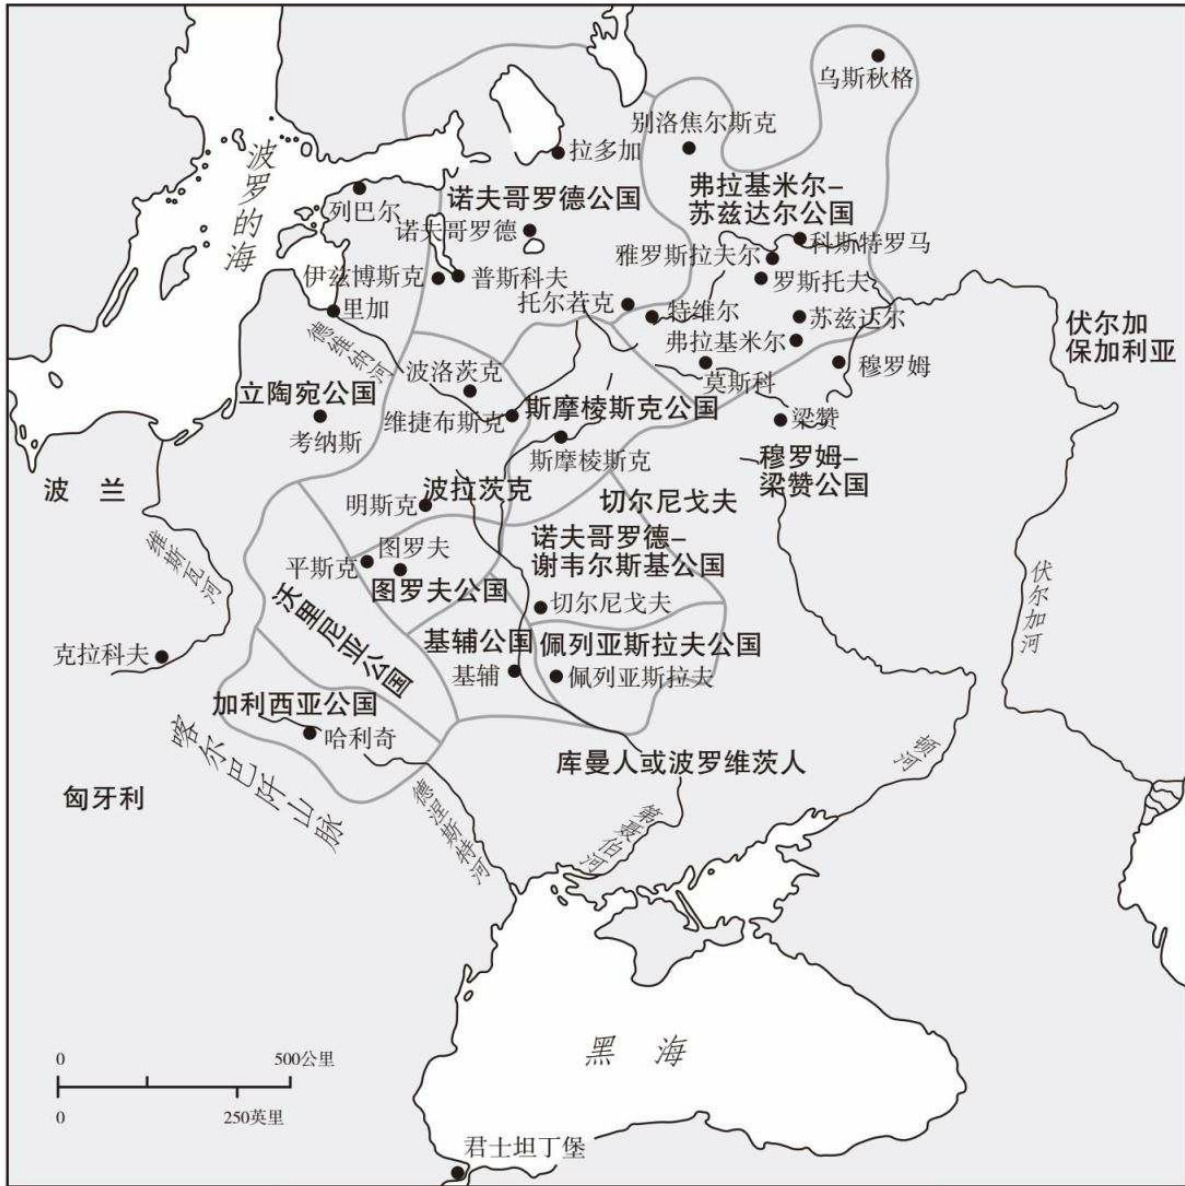 乌斯秋格
别洛焦尔斯克
拉多加
波罗的海
弗拉基米尔-
苏兹达尔公国
诺夫哥罗德公国
列巴尔
诺夫哥罗德
科斯特罗马
雅罗斯拉夫尔
伊兹博斯克
普斯科夫
罗斯托夫
托尔若克
里加
特维尔
苏兹达尔
伏尔加
保加利亚
德维纳河
弗拉基米尔
穆罗姆
波洛茨克
莫斯科
立陶宛公国
维捷布斯克
斯摩棱斯克公国
梁赞
考纳斯
斯摩棱斯克
穆罗姆-
梁赞公国
波 兰
明斯克
波拉茨克
切尔尼戈夫
维斯瓦河
诺夫哥罗德-
谢韦尔斯基公国
平斯克
图罗夫
图罗夫公国
伏尔加河
切尔尼戈夫
沃里尼亚公国
基辅公国
佩列亚斯拉夫公国
克拉科夫
基辅
佩列亚斯拉夫
加利西亚公国
哈利奇
喀尔巴阡山脉
顿河
库曼人或波罗维茨人
匈牙利
德涅斯特河
第聂伯河
黑 海
0
500公里
0
250英里
君士坦丁堡